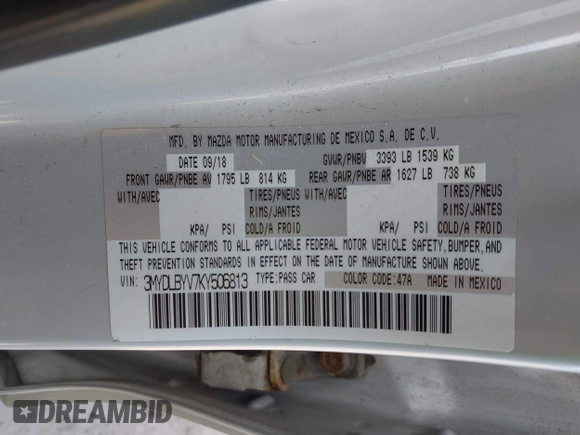 MFD. BY MAZDA MOTOR MANUFACTURING DE MEXICO S.A. DE C.V.
DATE 09/18 GVWR/PNBV 3393 LB 1539 KG
FRONT GAWR/PNBE AV 1795 LB 814 KG REAR GAWR/PNBE AR 1627 LB 738 KG
WITH/AVEC TIRES/PNEUS WITH/AVEC TIRES/PNEUS
RIMS/JANTES RIMS/JANTES
KPA/ PSI COLD/A FROID KPA/ PSI COLD/A FROID
THIS VEHICLE CONFORMS TO ALL APPLICABLE FEDERAL MOTOR VEHICLE SAFETY, BUMPER, AND
THEFT PREVENTION STANDARDS IN EFFECT ON THE DATE OF MANUFACTURE SHOWN ABOVE.
VIN: 3MYDLBYV7KY506813 TYPE: PASS CAR COLOR CODE: 47A MADE IN MEXICO
DREAMBID